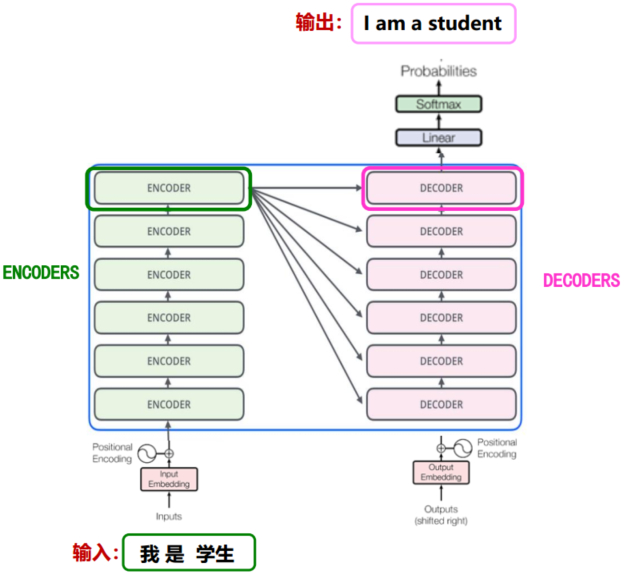 输出： I am a student
Probabilities
Softmax
Linear
ENCODER
ENCODER
ENCODER
ENCODER
ENCODER
ENCODER
ENCODERS
DECODER
DECODER
DECODER
DECODER
DECODER
DECODER
DECODERS
Positional
Encoding
Input
Embedding
Inputs
Positional
Encoding
Output
Embedding
Outputs
(shifted right)
输入： 我 是 学生